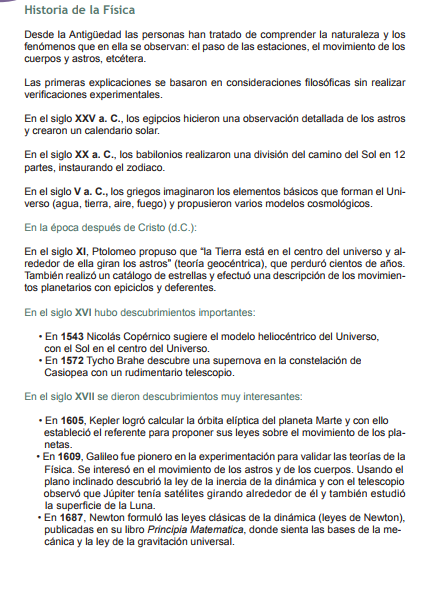 Historia de la Física
Desde la Antigüedad las personas han tratado de comprender la naturaleza y los
fenómenos que en ella se observan: el paso de las estaciones, el movimiento de los
cuerpos y astros, etcétera.
Las primeras explicaciones se basaron en consideraciones filosóficas sin realizar
verificaciones experimentales.
En el siglo XXV a. C., los egipcios hicieron una observación detallada de los astros
y crearon un calendario solar.
En el siglo XX a. C., los babilonios realizaron una división del camino del Sol en 12
partes, instaurando el zodiaco.
En el siglo V a. C., los griegos imaginaron los elementos básicos que forman el Uni-
verso (agua, tierra, aire, fuego) y propusieron varios modelos cosmológicos.
En la época después de Cristo (d.C.):
En el siglo XI, Ptolomeo propuso que “la Tierra está en el centro del universo y al-
rededor de ella giran los astros” (teoría geocéntrica), que perduró cientos de años.
También realizó un catálogo de estrellas y efectuó una descripción de los movimien-
tos planetarios con epiciclos y deferentes.
En el siglo XVI hubo descubrimientos importantes:
• En 1543 Nicolás Copérnico sugiere el modelo heliocéntrico del Universo,
con el Sol en el centro del Universo.
• En 1572 Tycho Brahe descubre una supernova en la constelación de
Casiopea con un rudimentario telescopio.
En el siglo XVII se dieron descubrimientos muy interesantes:
• En 1605, Kepler logró calcular la órbita elíptica del planeta Marte y con ello
estableció el referente para proponer sus leyes sobre el movimiento de los pla-
netas.
• En 1609, Galileo fue pionero en la experimentación para validar las teorías de la
Física. Se interesó en el movimiento de los astros y de los cuerpos. Usando el
plano inclinado descubrió la ley de la inercia de la dinámica y con el telescopio
observó que Júpiter tenía satélites girando alrededor de él y también estudió
la superficie de la Luna.
• En 1687, Newton formuló las leyes clásicas de la dinámica (leyes de Newton),
publicadas en su libro Principia Matematica, donde sienta las bases de la me-
cánica y la ley de la gravitación universal.